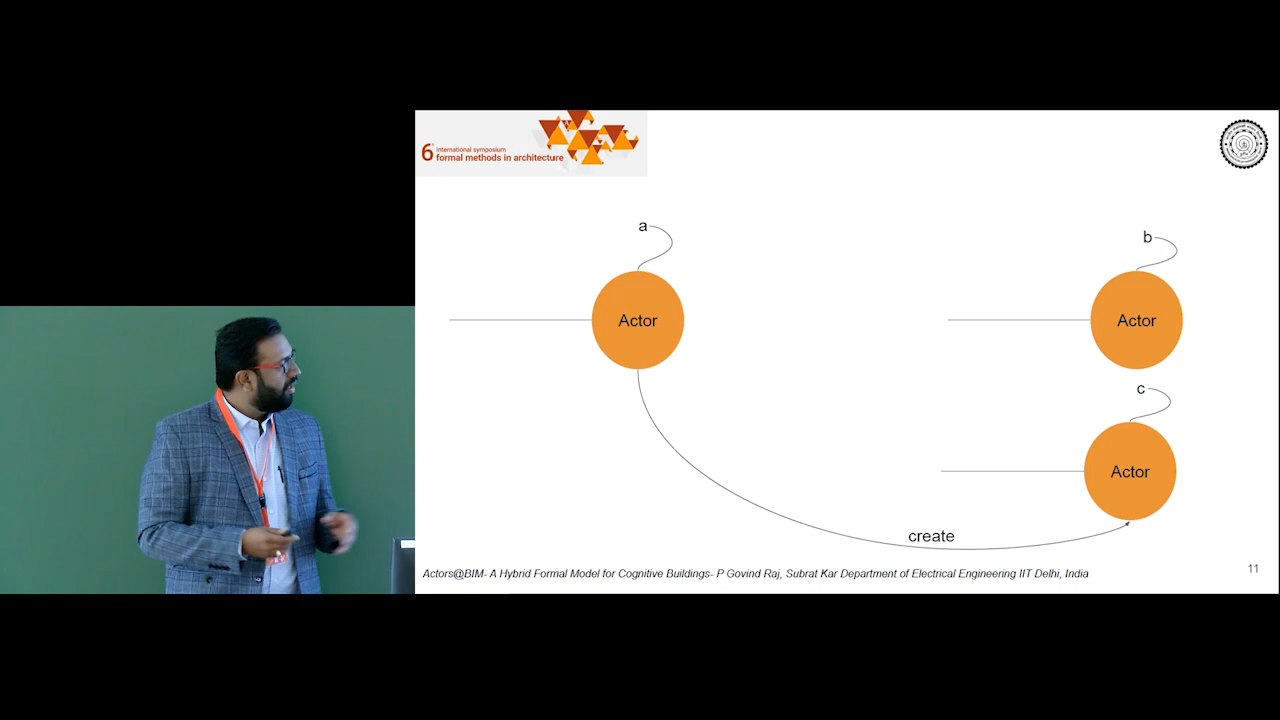 6th international symposium
formal methods in architecture
a
b
Actor
Actor
c
Actor
create
Actors@BIM- A Hybrid Formal Model for Cognitive Buildings- P Govind Raj, Subrat Kar Department of Electrical Engineering IIT Delhi, India
11